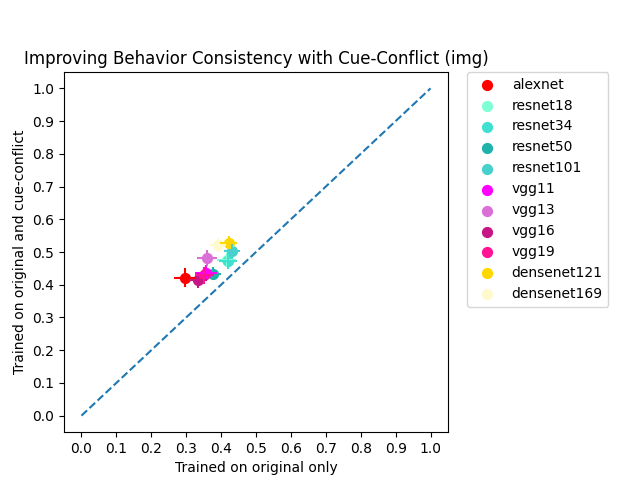 Improving Behavior Consistency with Cue-Conflict (img)
Trained on original and cue-conflict
1.0
0.9
0.8
0.7
0.6
0.5
0.4
0.3
0.2
0.1
0.0
0.0 0.1 0.2 0.3 0.4 0.5 0.6 0.7 0.8 0.9 1.0
Trained on original only
alexnet
resnet18
resnet34
resnet50
resnet101
vgg11
vgg13
vgg16
vgg19
densenet121
densenet169